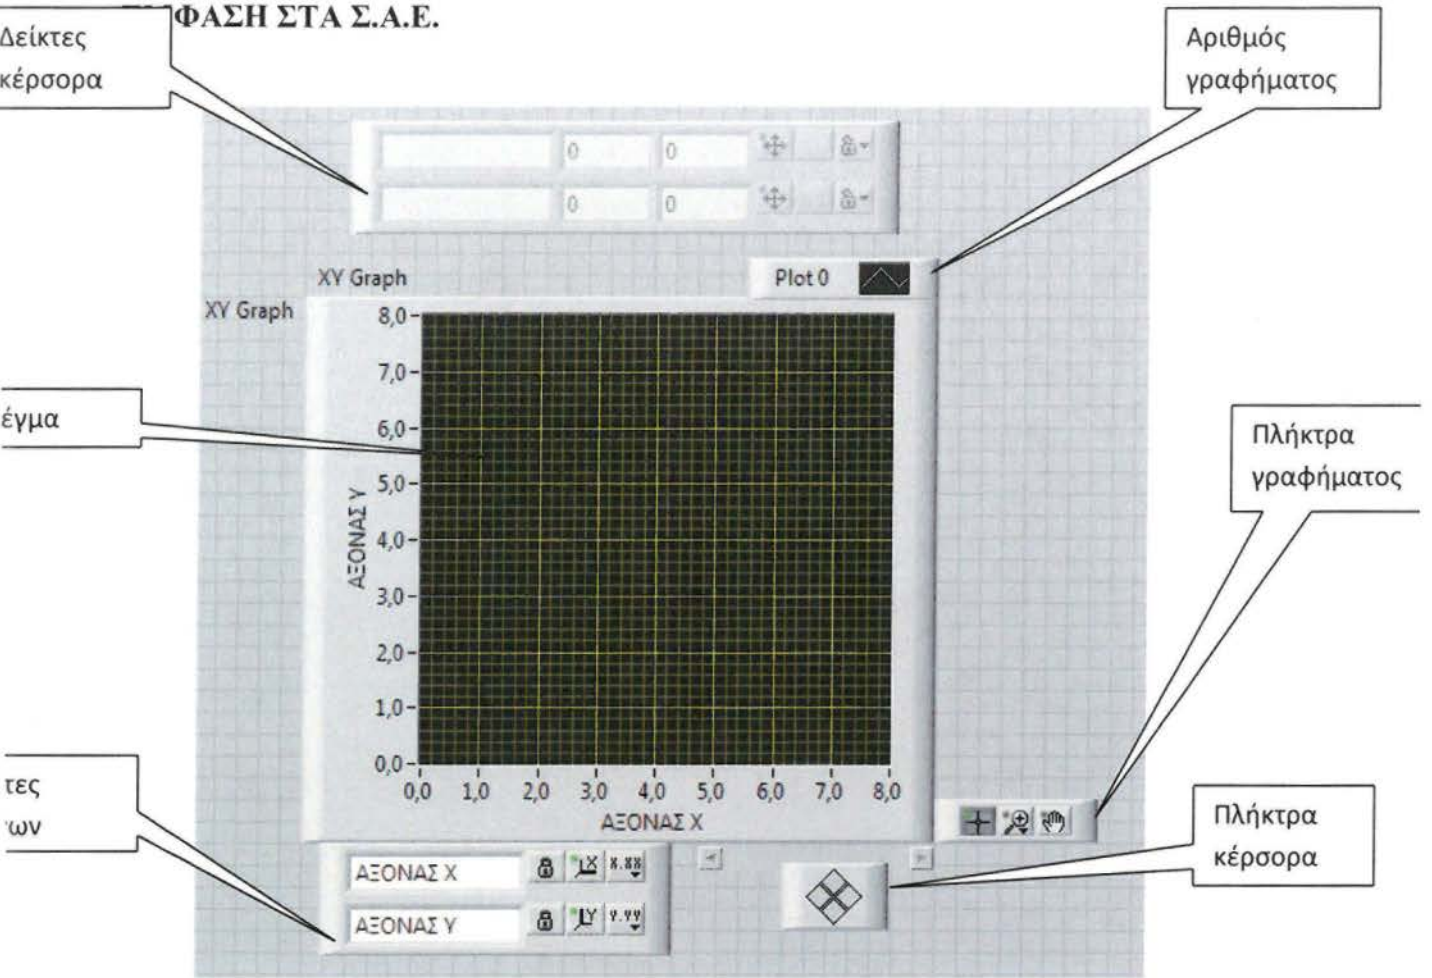 ΦΑΣΗ ΣΤΑ Σ.Α.Ε.
Δείκτες
κέρσορα
Αριθμός
γραφήματος
0 0
0 0
XY Graph
Plot 0
XY Graph
8,0
7,0
έγμα
6,0
Πλήκτρα
γραφήματος
5,0
ΑΞΟΝΑΣ Υ
4,0
3,0
2,0
1,0
0,0
0,0 1,0 2,0 3,0 4,0 5,0 6,0 7,0 8,0
ΑΞΟΝΑΣ Χ
τες
ων
Πλήκτρα
κέρσορα
ΑΞΟΝΑΣ Χ X X.XX
ΑΞΟΝΑΣ Υ Y Y.YY